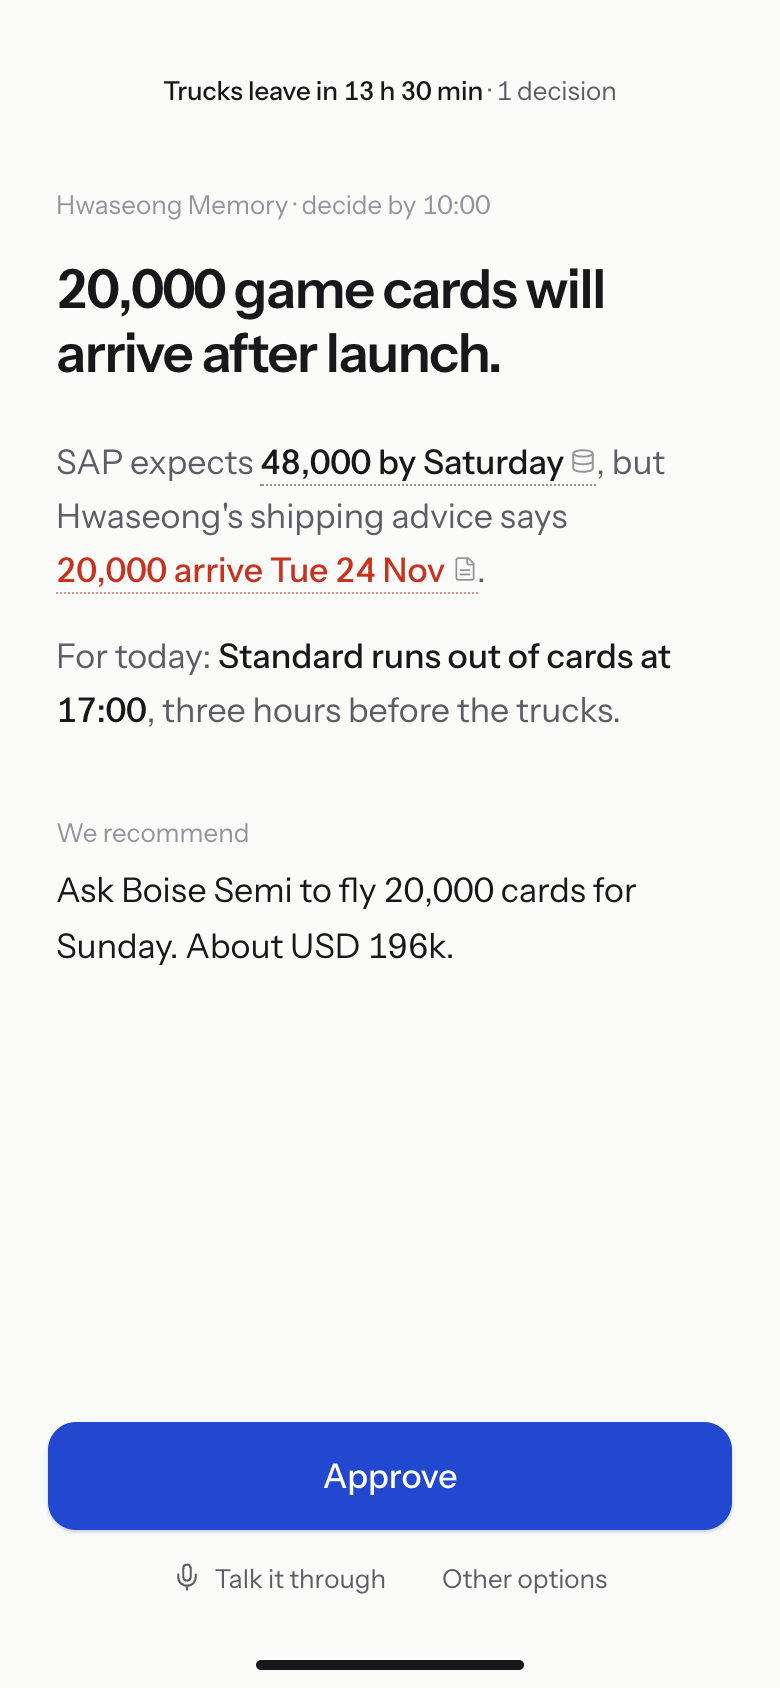 Trucks leave in 13 h 30 min · 1 decision
Hwaseong Memory · decide by 10:00
20,000 game cards will
arrive after launch.
SAP expects 48,000 by Saturday, but
Hwaseong's shipping advice says
20,000 arrive Tue 24 Nov.
For today: Standard runs out of cards at
17:00, three hours before the trucks.
We recommend
Ask Boise Semi to fly 20,000 cards for
Sunday. About USD 196k.
Approve
Talk it through Other options